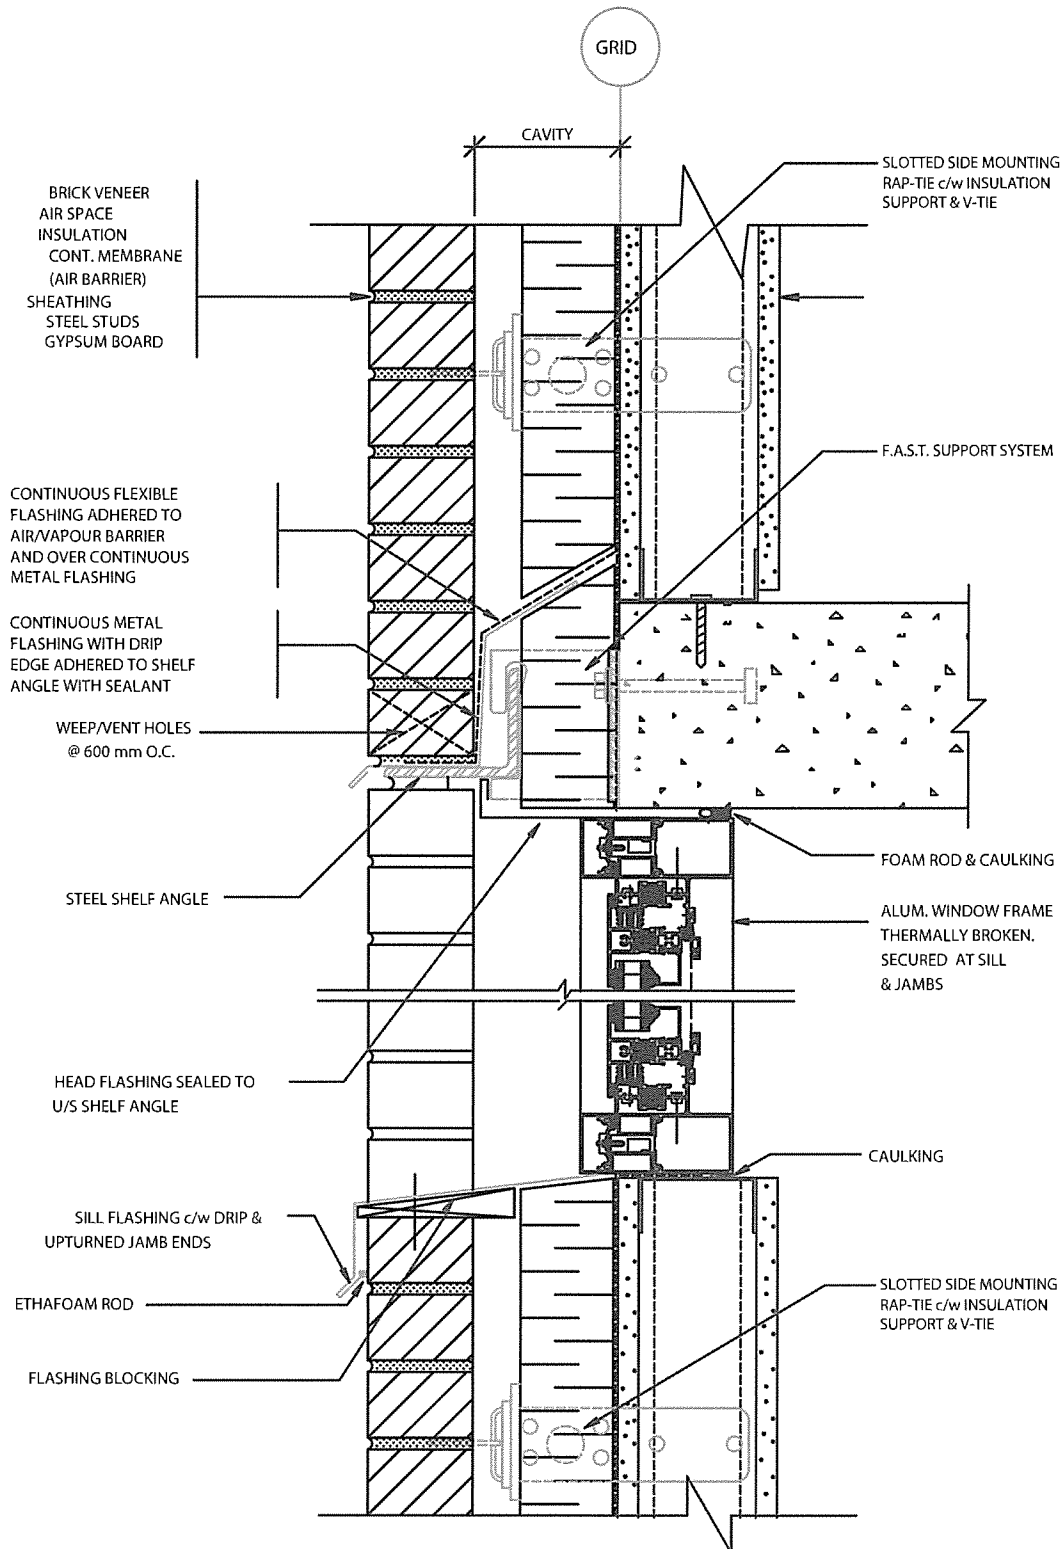 GRID
CAVITY
SLOTTED SIDE MOUNTING
RAP-TIE c/w INSULATION
SUPPORT & V-TIE
BRICK VENEER
AIR SPACE
INSULATION
CONT. MEMBRANE
(AIR BARRIER)
SHEATHING
STEEL STUDS
GYPSUM BOARD
F.A.S.T. SUPPORT SYSTEM
CONTINUOUS FLEXIBLE
FLASHING ADHERED TO
AIR/VAPOUR BARRIER
AND OVER CONTINUOUS
METAL FLASHING
CONTINUOUS METAL
FLASHING WITH DRIP
EDGE ADHERED TO SHELF
ANGLE WITH SEALANT
WEEP/VENT HOLES
@ 600 mm O.C.
FOAM ROD & CAULKING
STEEL SHELF ANGLE
ALUM. WINDOW FRAME
THERMALLY BROKEN.
SECURED AT SILL
& JAMBS
HEAD FLASHING SEALED TO
U/S SHELF ANGLE
CAULKING
SILL FLASHING c/w DRIP &
UPTURNED JAMB ENDS
ETHAFOAM ROD
SLOTTED SIDE MOUNTING
RAP-TIE c/w INSULATION
SUPPORT & V-TIE
FLASHING BLOCKING